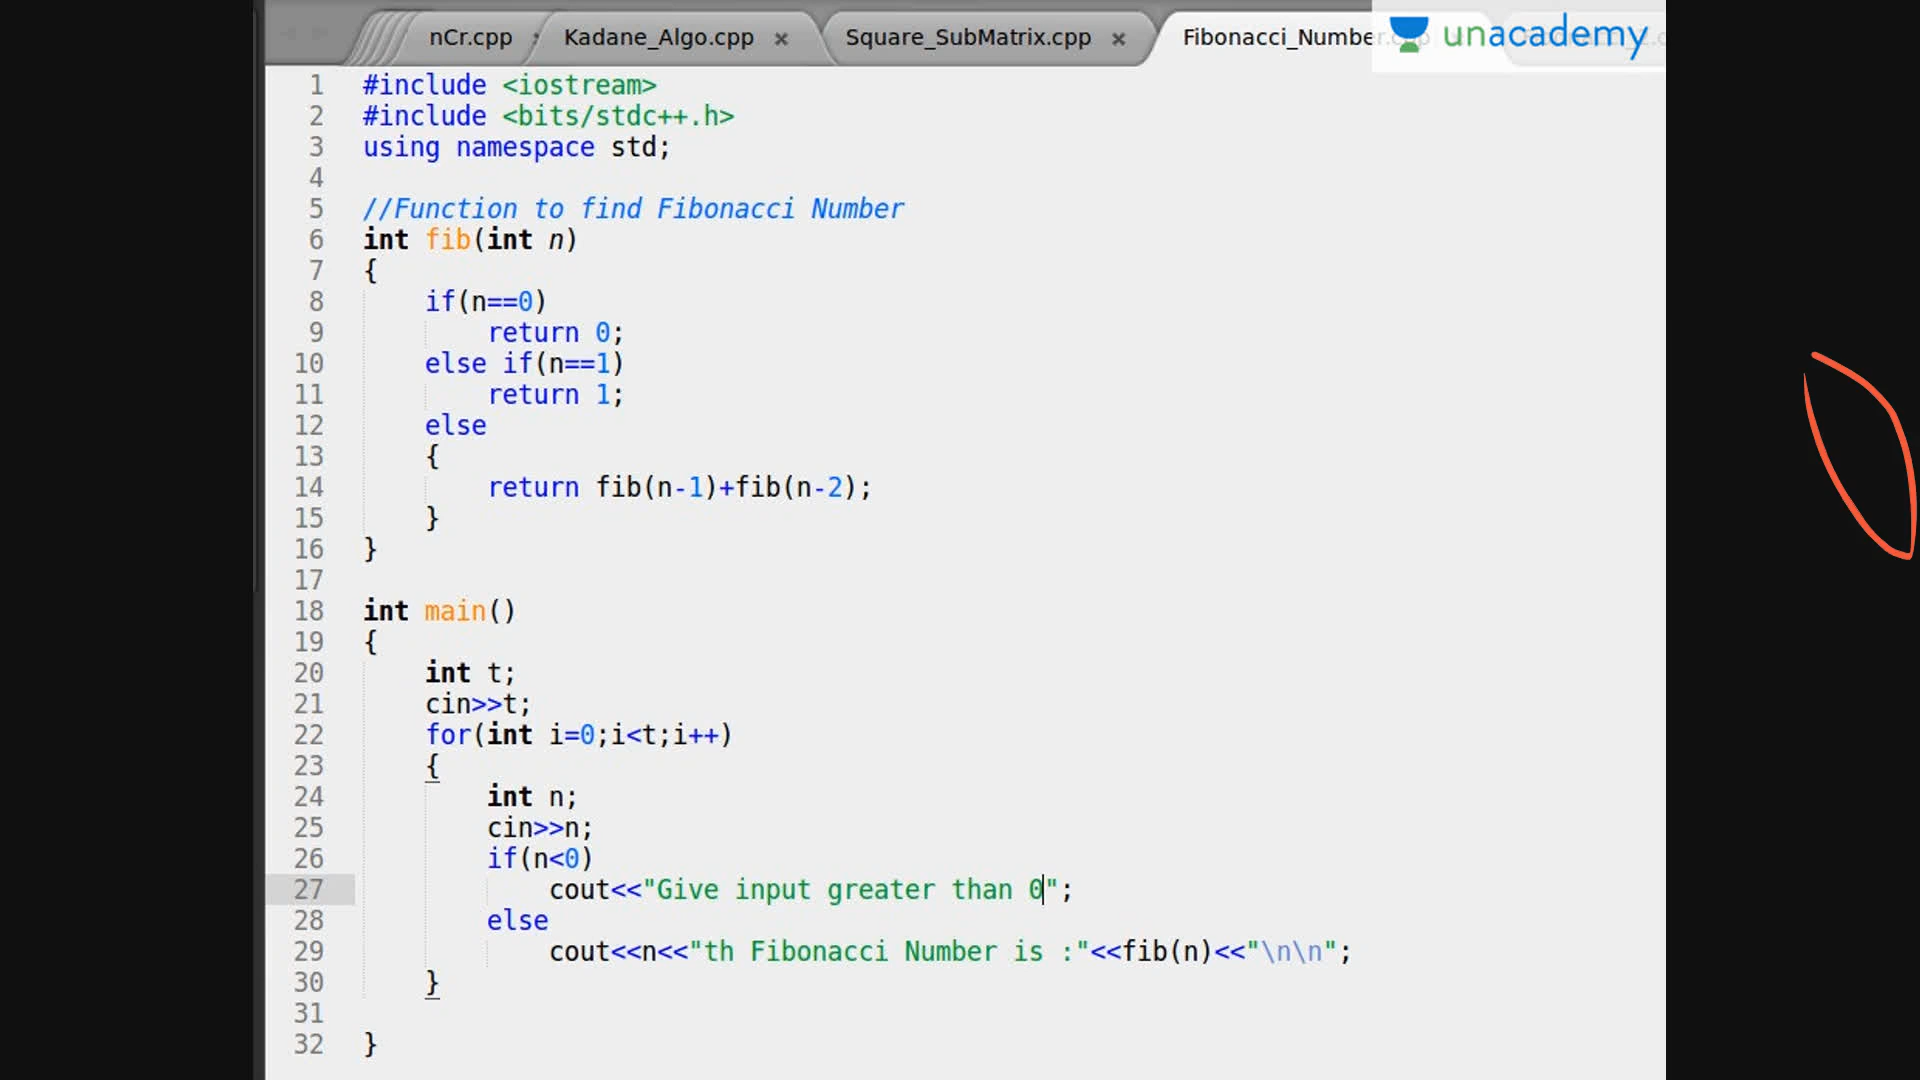 nCr.cpp Kadane_Algo.cpp × Square_SubMatrix.cpp × Fibonacci_Number.cpp unacademy
1 #include <iostream>
2 #include <bits/stdc++.h>
3 using namespace std;
4
5 //Function to find Fibonacci Number
6 int fib(int n)
7 {
8 if(n==0)
9 return 0;
10 else if(n==1)
11 return 1;
12 else
13 {
14 return fib(n-1)+fib(n-2);
15 }
16 }
17
18 int main()
19 {
20 int t;
21 cin>>t;
22 for(int i=0;i<t;i++)
23 {
24 int n;
25 cin>>n;
26 if(n<0)
27 cout<<"Give input greater than 0";
28 else
29 cout<<n<<"th Fibonacci Number is :"<<fib(n)<<"\n\n";
30 }
31
32 }